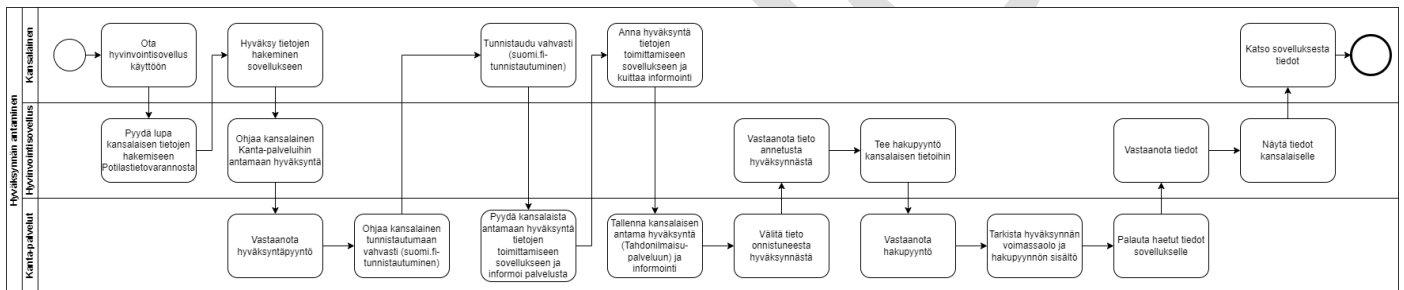 Hyväksynnän antaminen
Kansalainen
Ota
hyvinvointisovellus
käyttöön
Hyväksy tietojen
hakeminen
sovellukseen
Tunnistaudu vahvasti
(suomi.fi-
tunnistautuminen)
Anna hyväksyntä
tietojen
toimittamiseen
sovellukseen ja
kuittaa informointi
Katso sovelluksesta
tiedot
Hyvinvointisovellus
Pyydä lupa
kansalaisen tietojen
hakemiseen
Potilastietovarannosta
Ohjaa kansalainen
Kanta-palveluihin
antamaan hyväksyntä
Vastaanota tieto
annetusta
hyväksynnästä
Tee hakupyyntö
kansalaisen tietoihin
Vastaanota tiedot
Näytä tiedot
kansalaiselle
Kanta-palvelut
Vastaanota
hyväksyntäpyyntö
Ohjaa kansalainen
tunnistautumaan
vahvasti (suomi.fi-
tunnistautuminen)
Pyydä kansalaista
antamaan hyväksyntä
tietojen
toimittamiseen
sovellukseen ja
informoi palvelusta
Tallenna kansalaisen
antama hyväksyntä
(Tahdonilmaisu-
palveluun) ja
informointi
Välitä tieto
onnistuneesta
hyväksynnästä
Vastaanota
hakupyyntö
Tarkista hyväksynnän
voimassaolo ja
hakupyynnön sisältö
Palauta haetut tiedot
sovellukselle